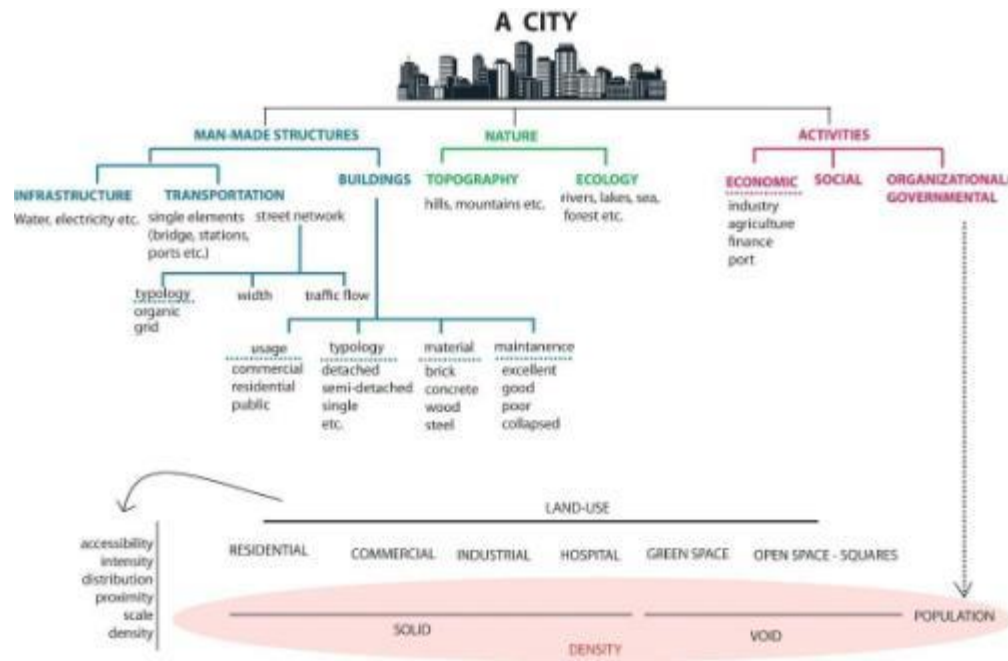 A CITY
MAN-MADE STRUCTURES
NATURE
ACTIVITIES
INFRASTRUCTURE
Water, electricity etc.
TRANSPORTATION
single elements
(bridge, stations,
ports etc.)
street network
BUILDINGS
TOPOGRAPHY
hills, mountains etc.
ECOLOGY
rivers, lakes, sea,
forest etc.
ECONOMIC
industry
agriculture
finance
port
SOCIAL
ORGANIZATIONAL-
GOVERNMENTAL
typology
organic
grid
width
traffic flow
usage
commercial
residential
public
typology
detached
semi-detached
single
etc.
material
brick
concrete
wood
steel
maintanence
excellent
good
poor
collapsed
LAND-USE
accessibility
intensity
distribution
proximity
scale
density
RESIDENTIAL
COMMERCIAL
INDUSTRIAL
HOSPITAL
GREEN SPACE
OPEN SPACE - SQUARES
POPULATION
SOLID
VOID
DENSITY